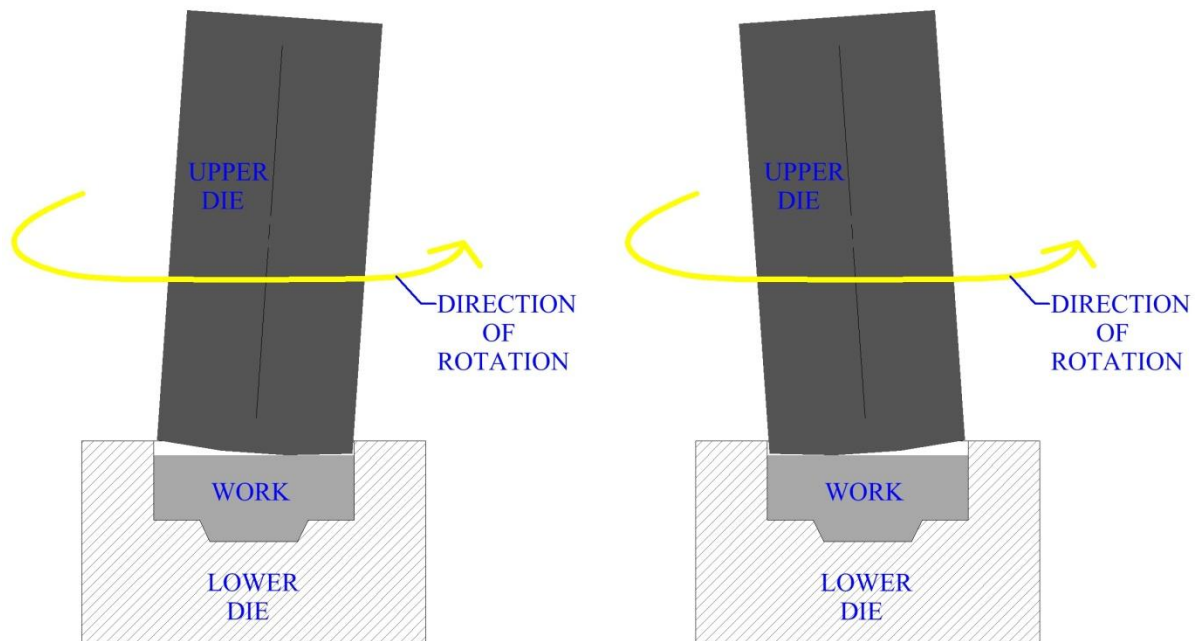 UPPER
DIE
DIRECTION
OF
ROTATION
WORK
LOWER
DIE
UPPER
DIE
DIRECTION
OF
ROTATION
WORK
LOWER
DIE